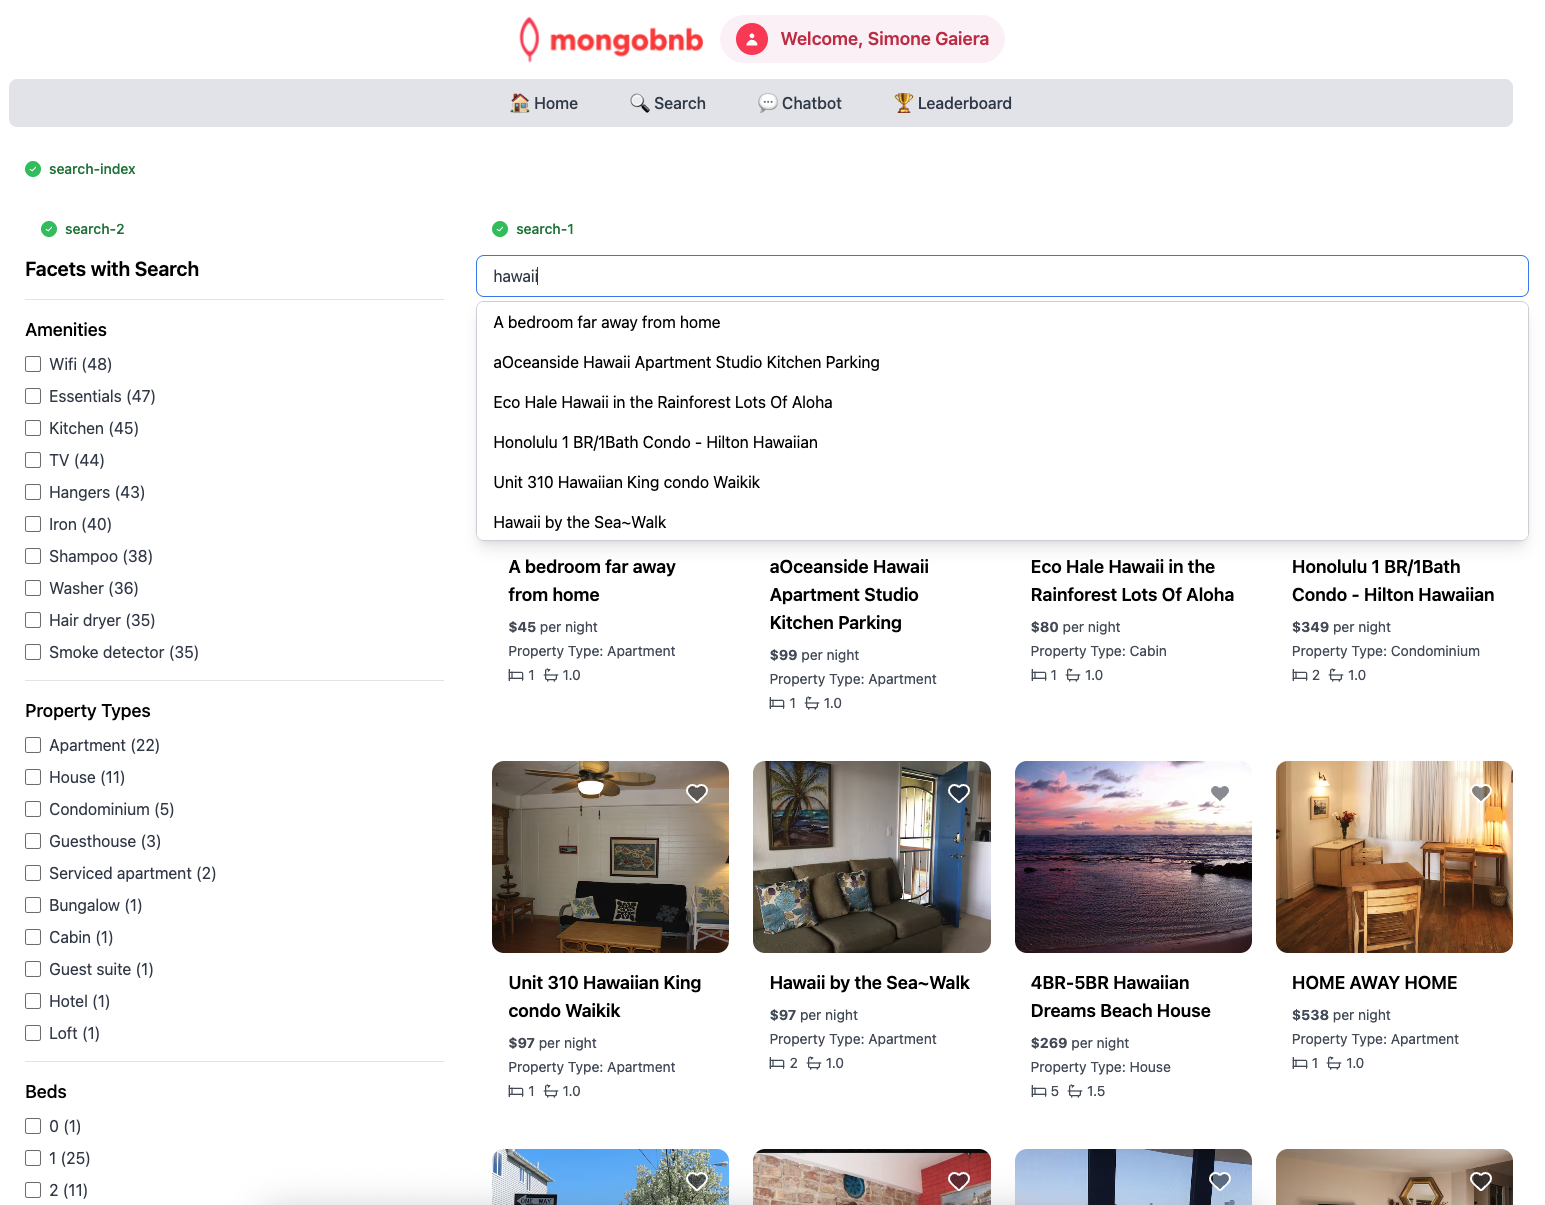 mongobnb
Welcome, Simone Gaiera
Home
Search
Chatbot
Leaderboard
search-index
search-2
Facets with Search
Amenities
Wifi (48)
Essentials (47)
Kitchen (45)
TV (44)
Hangers (43)
Iron (40)
Shampoo (38)
Washer (36)
Hair dryer (35)
Smoke detector (35)
Property Types
Apartment (22)
House (11)
Condominium (5)
Guesthouse (3)
Serviced apartment (2)
Bungalow (1)
Cabin (1)
Guest suite (1)
Hotel (1)
Loft (1)
Beds
0 (1)
1 (25)
2 (11)
search-1
hawaii
A bedroom far away from home
aOceanside Hawaii Apartment Studio Kitchen Parking
Eco Hale Hawaii in the Rainforest Lots Of Aloha
Honolulu 1 BR/1Bath Condo - Hilton Hawaiian
Unit 310 Hawaiian King condo Waikik
Hawaii by the Sea~Walk
A bedroom far away
from home
$45 per night
Property Type: Apartment
1 1.0
aOceanside Hawaii
Apartment Studio
Kitchen Parking
$99 per night
Property Type: Apartment
1 1.0
Eco Hale Hawaii in the
Rainforest Lots Of Aloha
$80 per night
Property Type: Cabin
1 1.0
Honolulu 1 BR/1Bath
Condo - Hilton Hawaiian
$349 per night
Property Type: Condominium
2 1.0
Unit 310 Hawaiian King
condo Waikik
$97 per night
Property Type: Apartment
1 1.0
Hawaii by the Sea~Walk
$97 per night
Property Type: Apartment
2 1.0
4BR-5BR Hawaiian
Dreams Beach House
$269 per night
Property Type: House
5 1.5
HOME AWAY HOME
$538 per night
Property Type: Apartment
1 1.0
ONE WAY